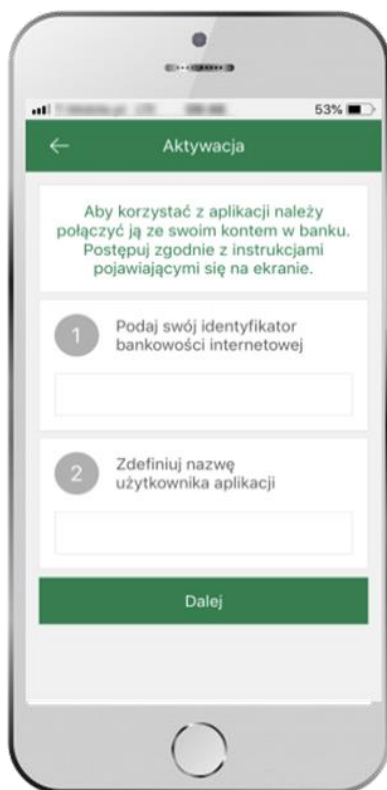 53%
Aktywacja
Aby korzystać z aplikacji należy
połączyć ją ze swoim kontem w banku.
Postępuj zgodnie z instrukcjami
pojawiającymi się na ekranie.
1
Podaj swój identyfikator
bankowości internetowej
2
Zdefiniuj nazwę
użytkownika aplikacji
Dalej